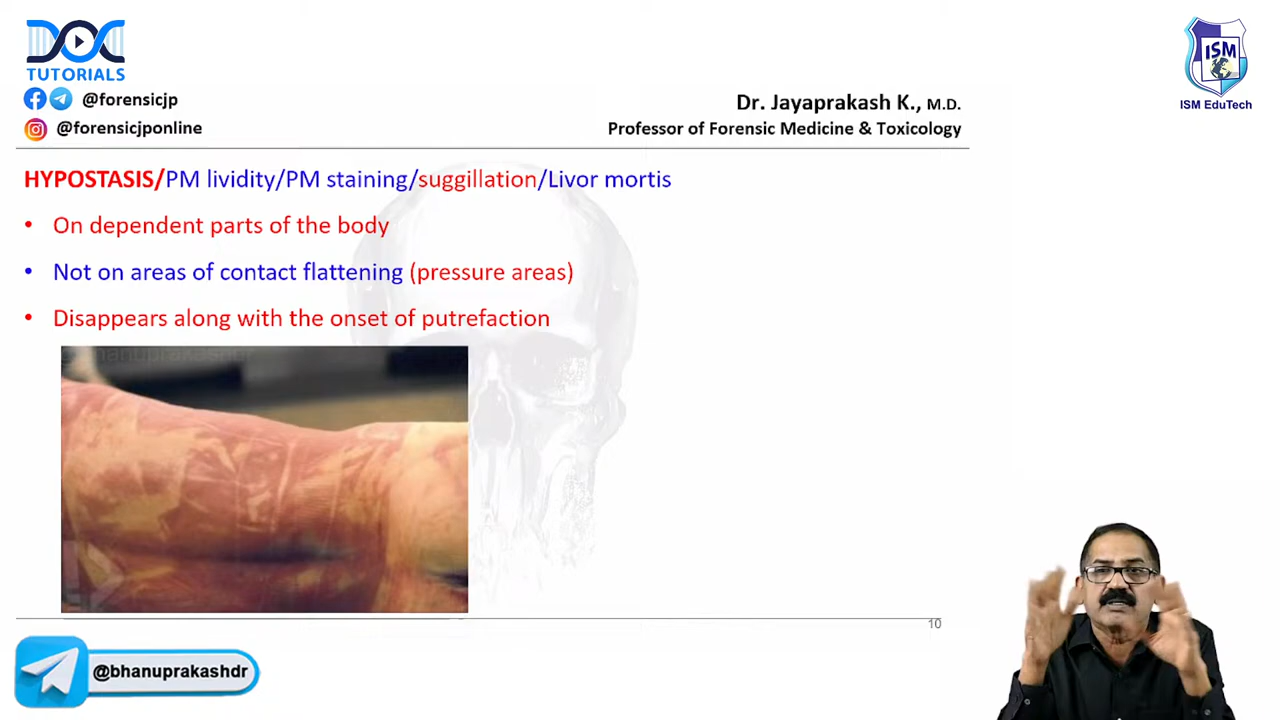 DOC
TUTORIALS
@forensicjp
@forensicjponline
Dr. Jayaprakash K., M.D.
Professor of Forensic Medicine & Toxicology
ISM
ISM EduTech
HYPOSTASIS/PM lividity/PM staining/suggillation/Livor mortis
• On dependent parts of the body
• Not on areas of contact flattening (pressure areas)
• Disappears along with the onset of putrefaction
10
@bhanuprakashdr